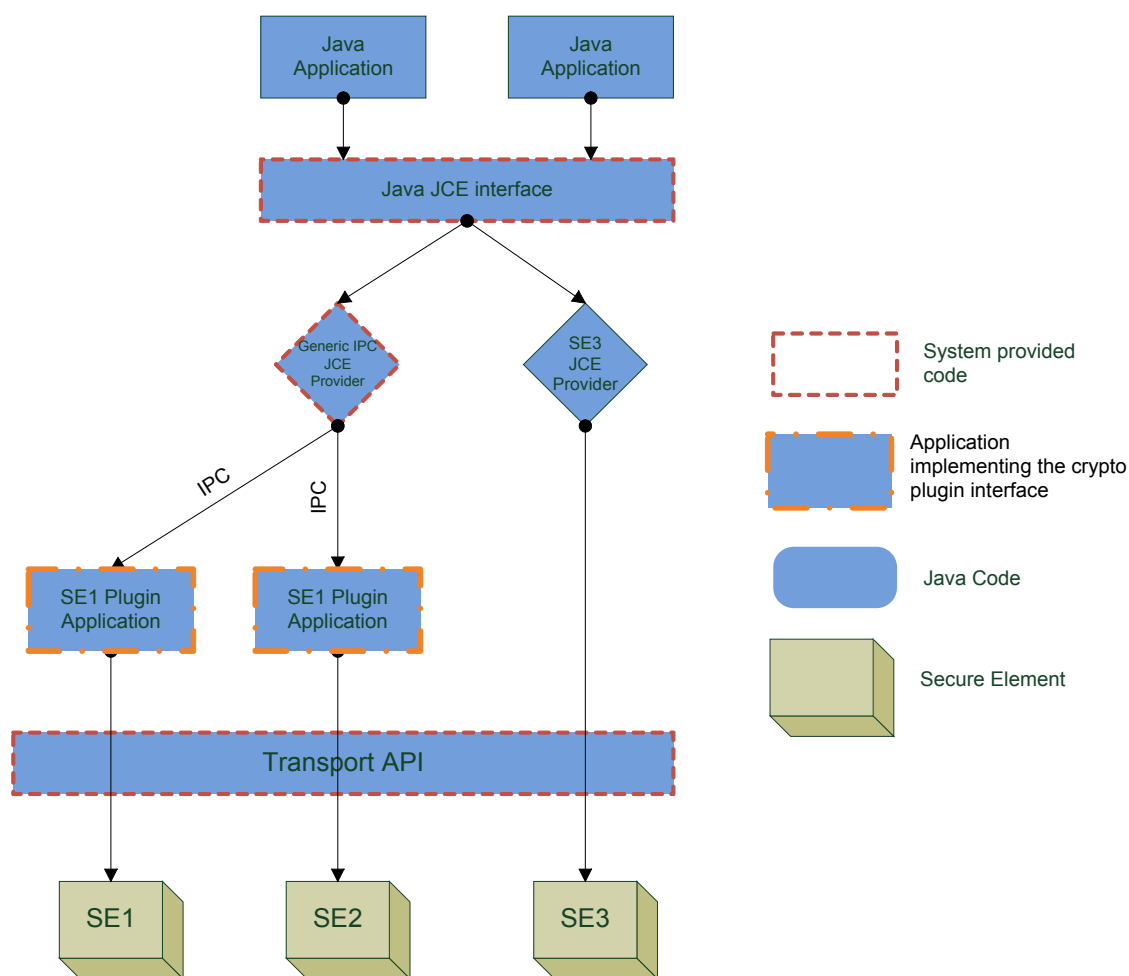 Java
Application
Java
Application
Java JCE interface
Generic IPC
JCE
Provider
SE3
JCE
Provider
System provided
code
Application
implementing the crypto
plugin interface
IPC
IPC
Java Code
SE1 Plugin
Application
SE1 Plugin
Application
Secure Element
Transport API
SE1
SE2
SE3